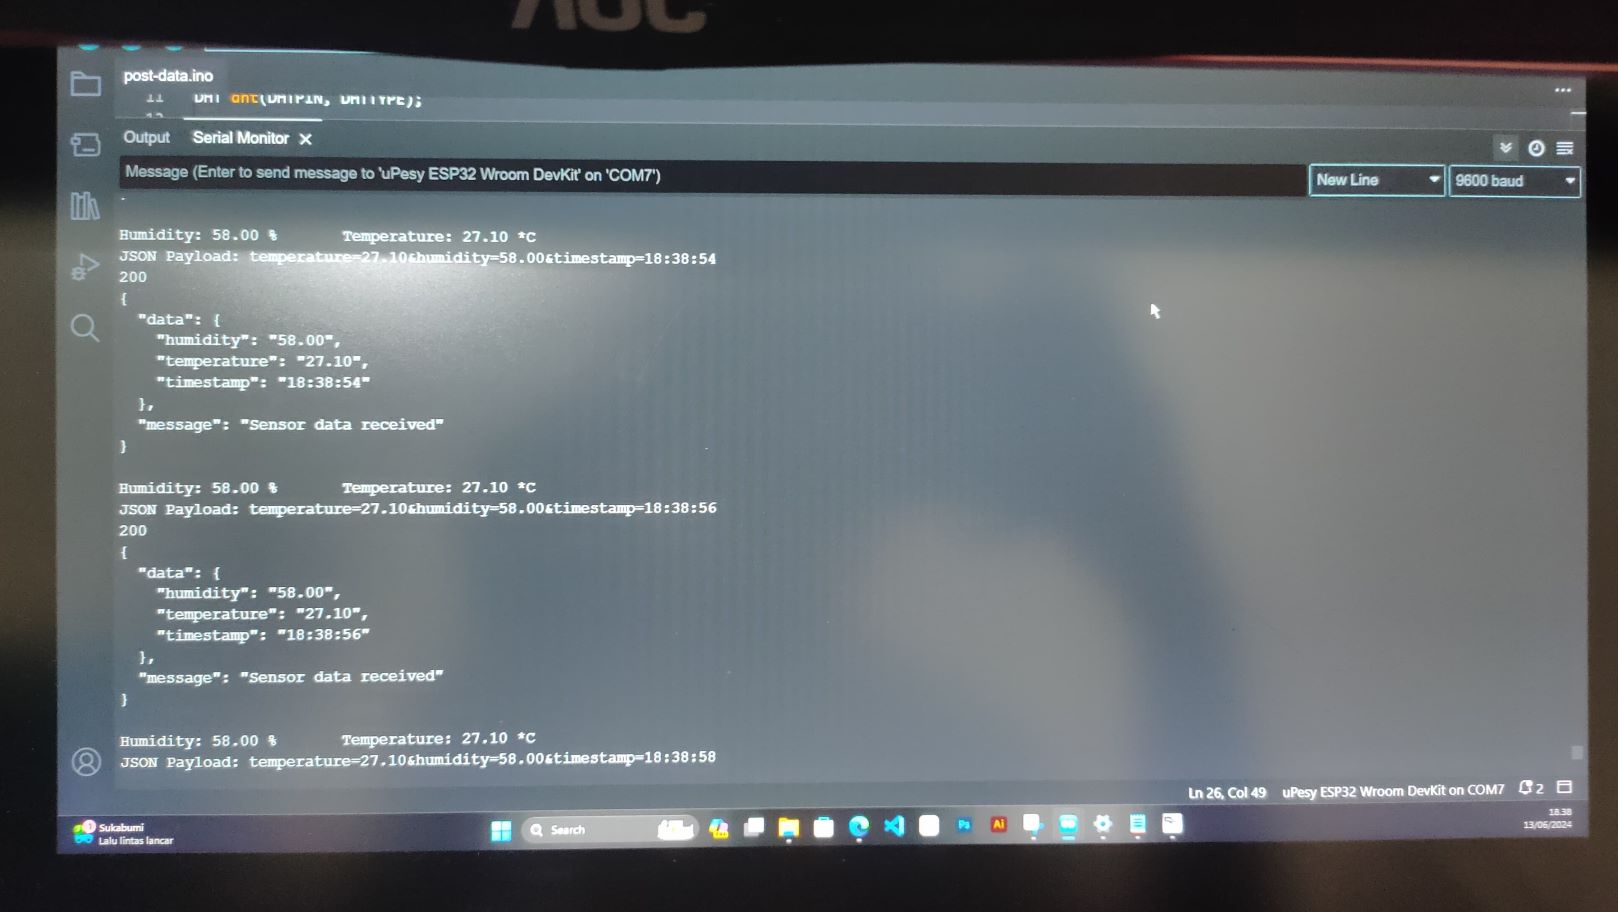 AOC
post-data.ino
11 DHT dht(DHTPIN, DHTTYPE);
12
Output Serial Monitor
Message (Enter to send message to 'uPesy ESP32 Wroom DevKit' on 'COM7')
New Line
9600 baud
Humidity: 58.00 % Temperature: 27.10 *C
JSON Payload: temperature=27.10&humidity=58.00&timestamp=18:38:54
200
{
"data": {
"humidity": "58.00",
"temperature": "27.10",
"timestamp": "18:38:54"
},
"message": "Sensor data received"
}
Humidity: 58.00 % Temperature: 27.10 *C
JSON Payload: temperature=27.10&humidity=58.00&timestamp=18:38:56
200
{
"data": {
"humidity": "58.00",
"temperature": "27.10",
"timestamp": "18:38:56"
},
"message": "Sensor data received"
}
Humidity: 58.00 % Temperature: 27.10 *C
JSON Payload: temperature=27.10&humidity=58.00&timestamp=18:38:58
Ln 26, Col 49 uPesy ESP32 Wroom DevKit on COM7 2
1
Sukabumi
Lalu lintas lancar
Search
Ps
Ai
18.38
13/06/2024